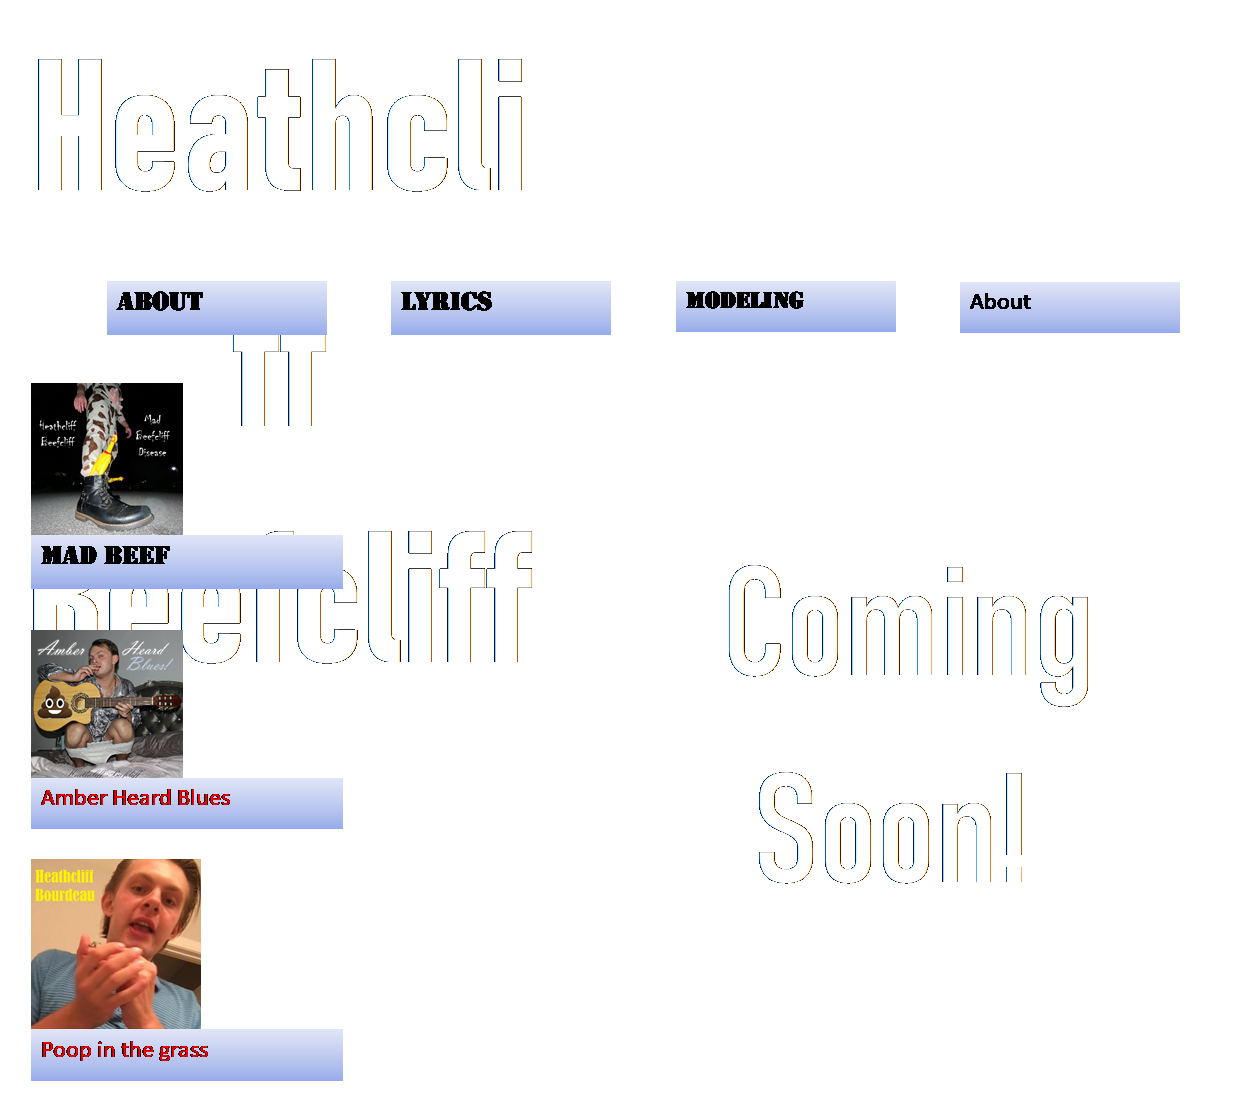 Heathcli
ABOUT
LYRICS
MODELING
About
ff
Heathcliff
Beefcliff
Mad
Beefcliff
Disease
MAD BEEF
Beefcliff
Coming
Amber Heard
Blues!
Soon!
Amber Heard Blues
Heathcliff
Bourdeau
Poop in the grass